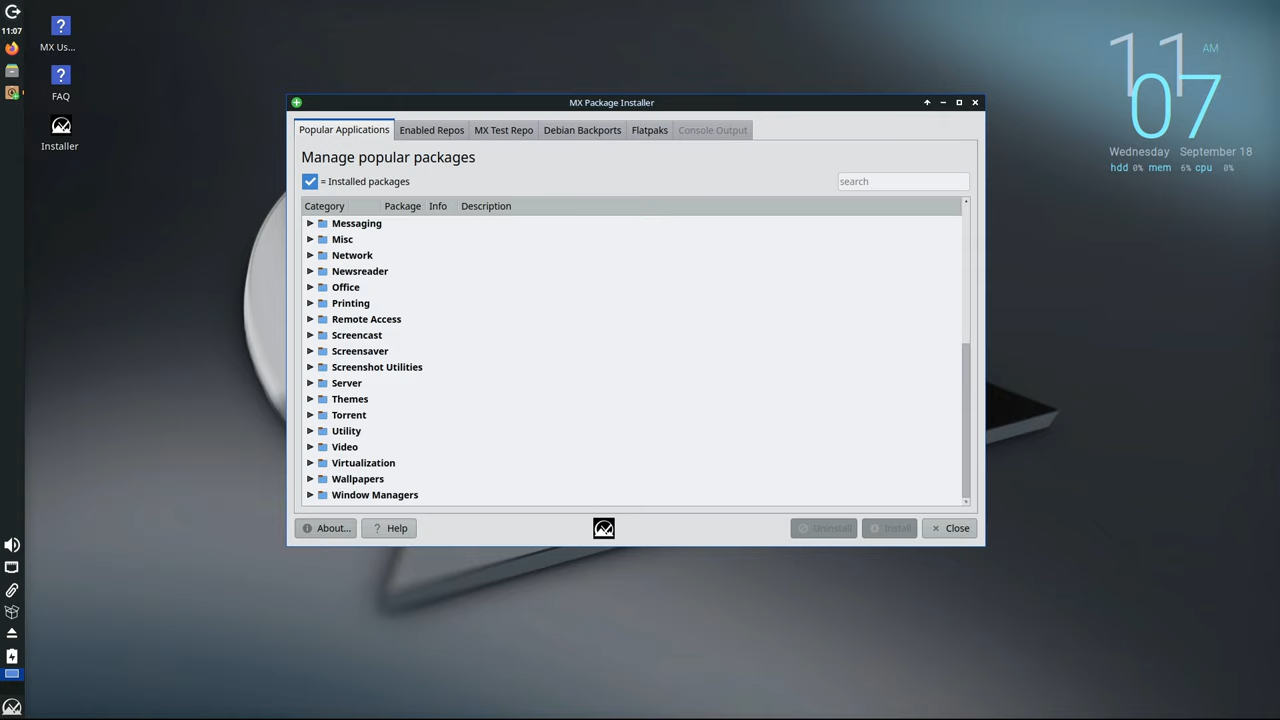 11:07
MX Us...
FAQ
Installer
11 AM
07
Wednesday September 18
hdd 0% mem 6% cpu 0%
MX Package Installer
Popular Applications Enabled Repos MX Test Repo Debian Backports Flatpaks Console Output
Manage popular packages
= Installed packages
search
Category Package Info Description
Messaging
Misc
Network
Newsreader
Office
Printing
Remote Access
Screencast
Screensaver
Screenshot Utilities
Server
Themes
Torrent
Utility
Video
Virtualization
Wallpapers
Window Managers
About... Help Uninstall Install Close